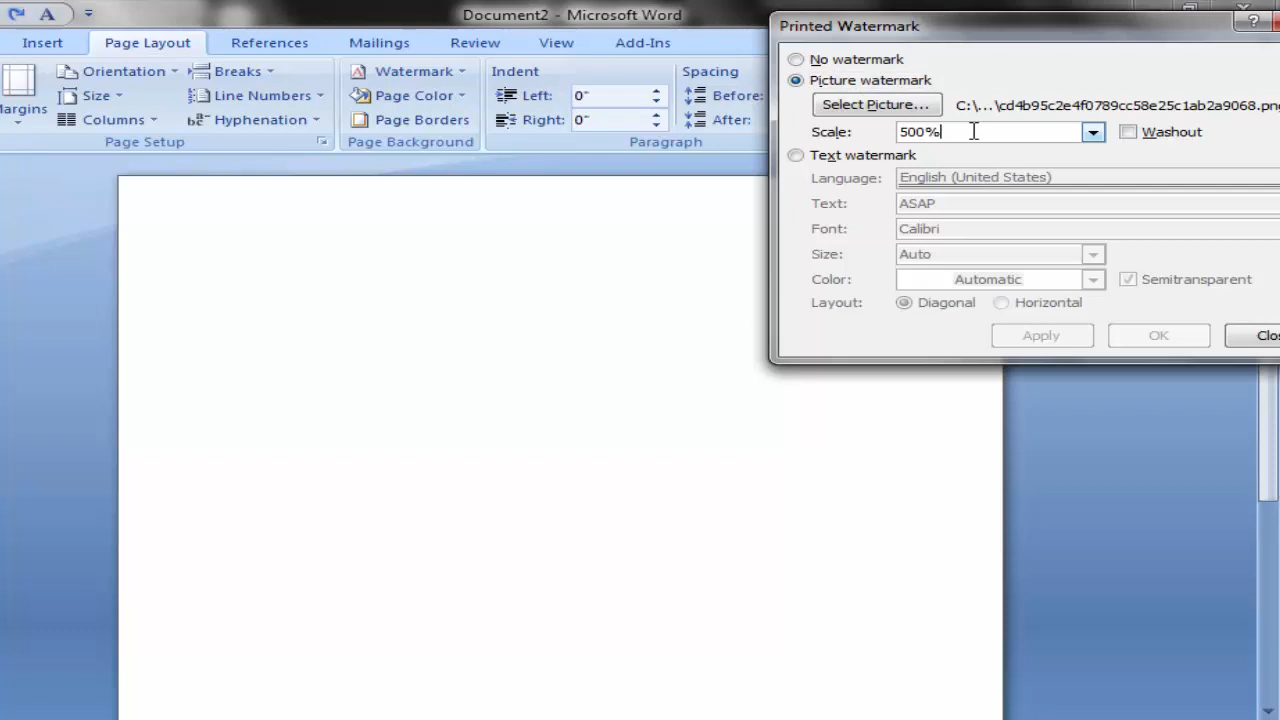 A
Document2 - Microsoft Word
Insert Page Layout References Mailings Review View Add-Ins
Orientation Breaks Watermark Indent Spacing
Margins Size Line Numbers Page Color Left: 0" Before:
Columns Hyphenation Page Borders Right: 0" After:
Page Setup Page Background Paragraph
Printed Watermark ?
No watermark
Picture watermark
Select Picture... C:\...\cd4b95c2e4f0789cc58e25c1ab2a9068.png
Scale: 500% Washout
Text watermark
Language: English (United States)
Text: ASAP
Font: Calibri
Size: Auto
Color: Automatic Semitransparent
Layout: Diagonal Horizontal
Apply OK Clos